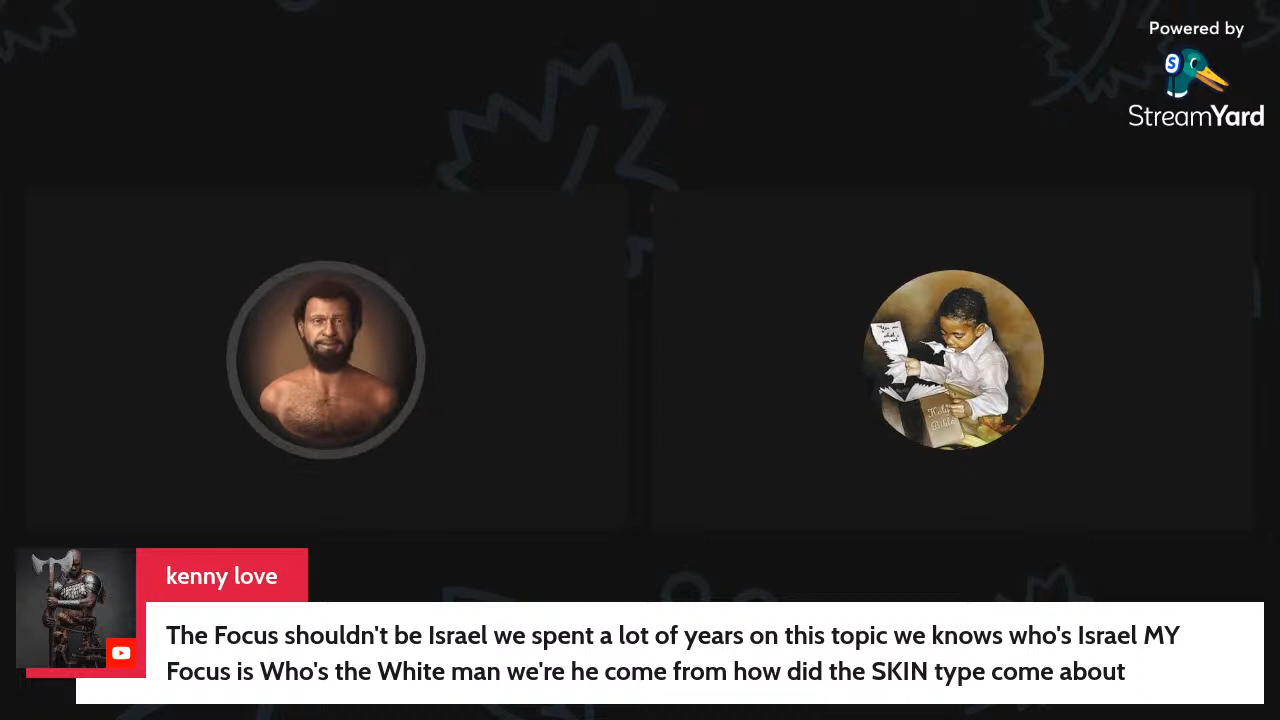 Powered by
S
StreamYard
Holy
Bible
kenny love
The Focus shouldn't be Israel we spent a lot of years on this topic we knows who's Israel MY
Focus is Who's the White man we're he come from how did the SKIN type come about